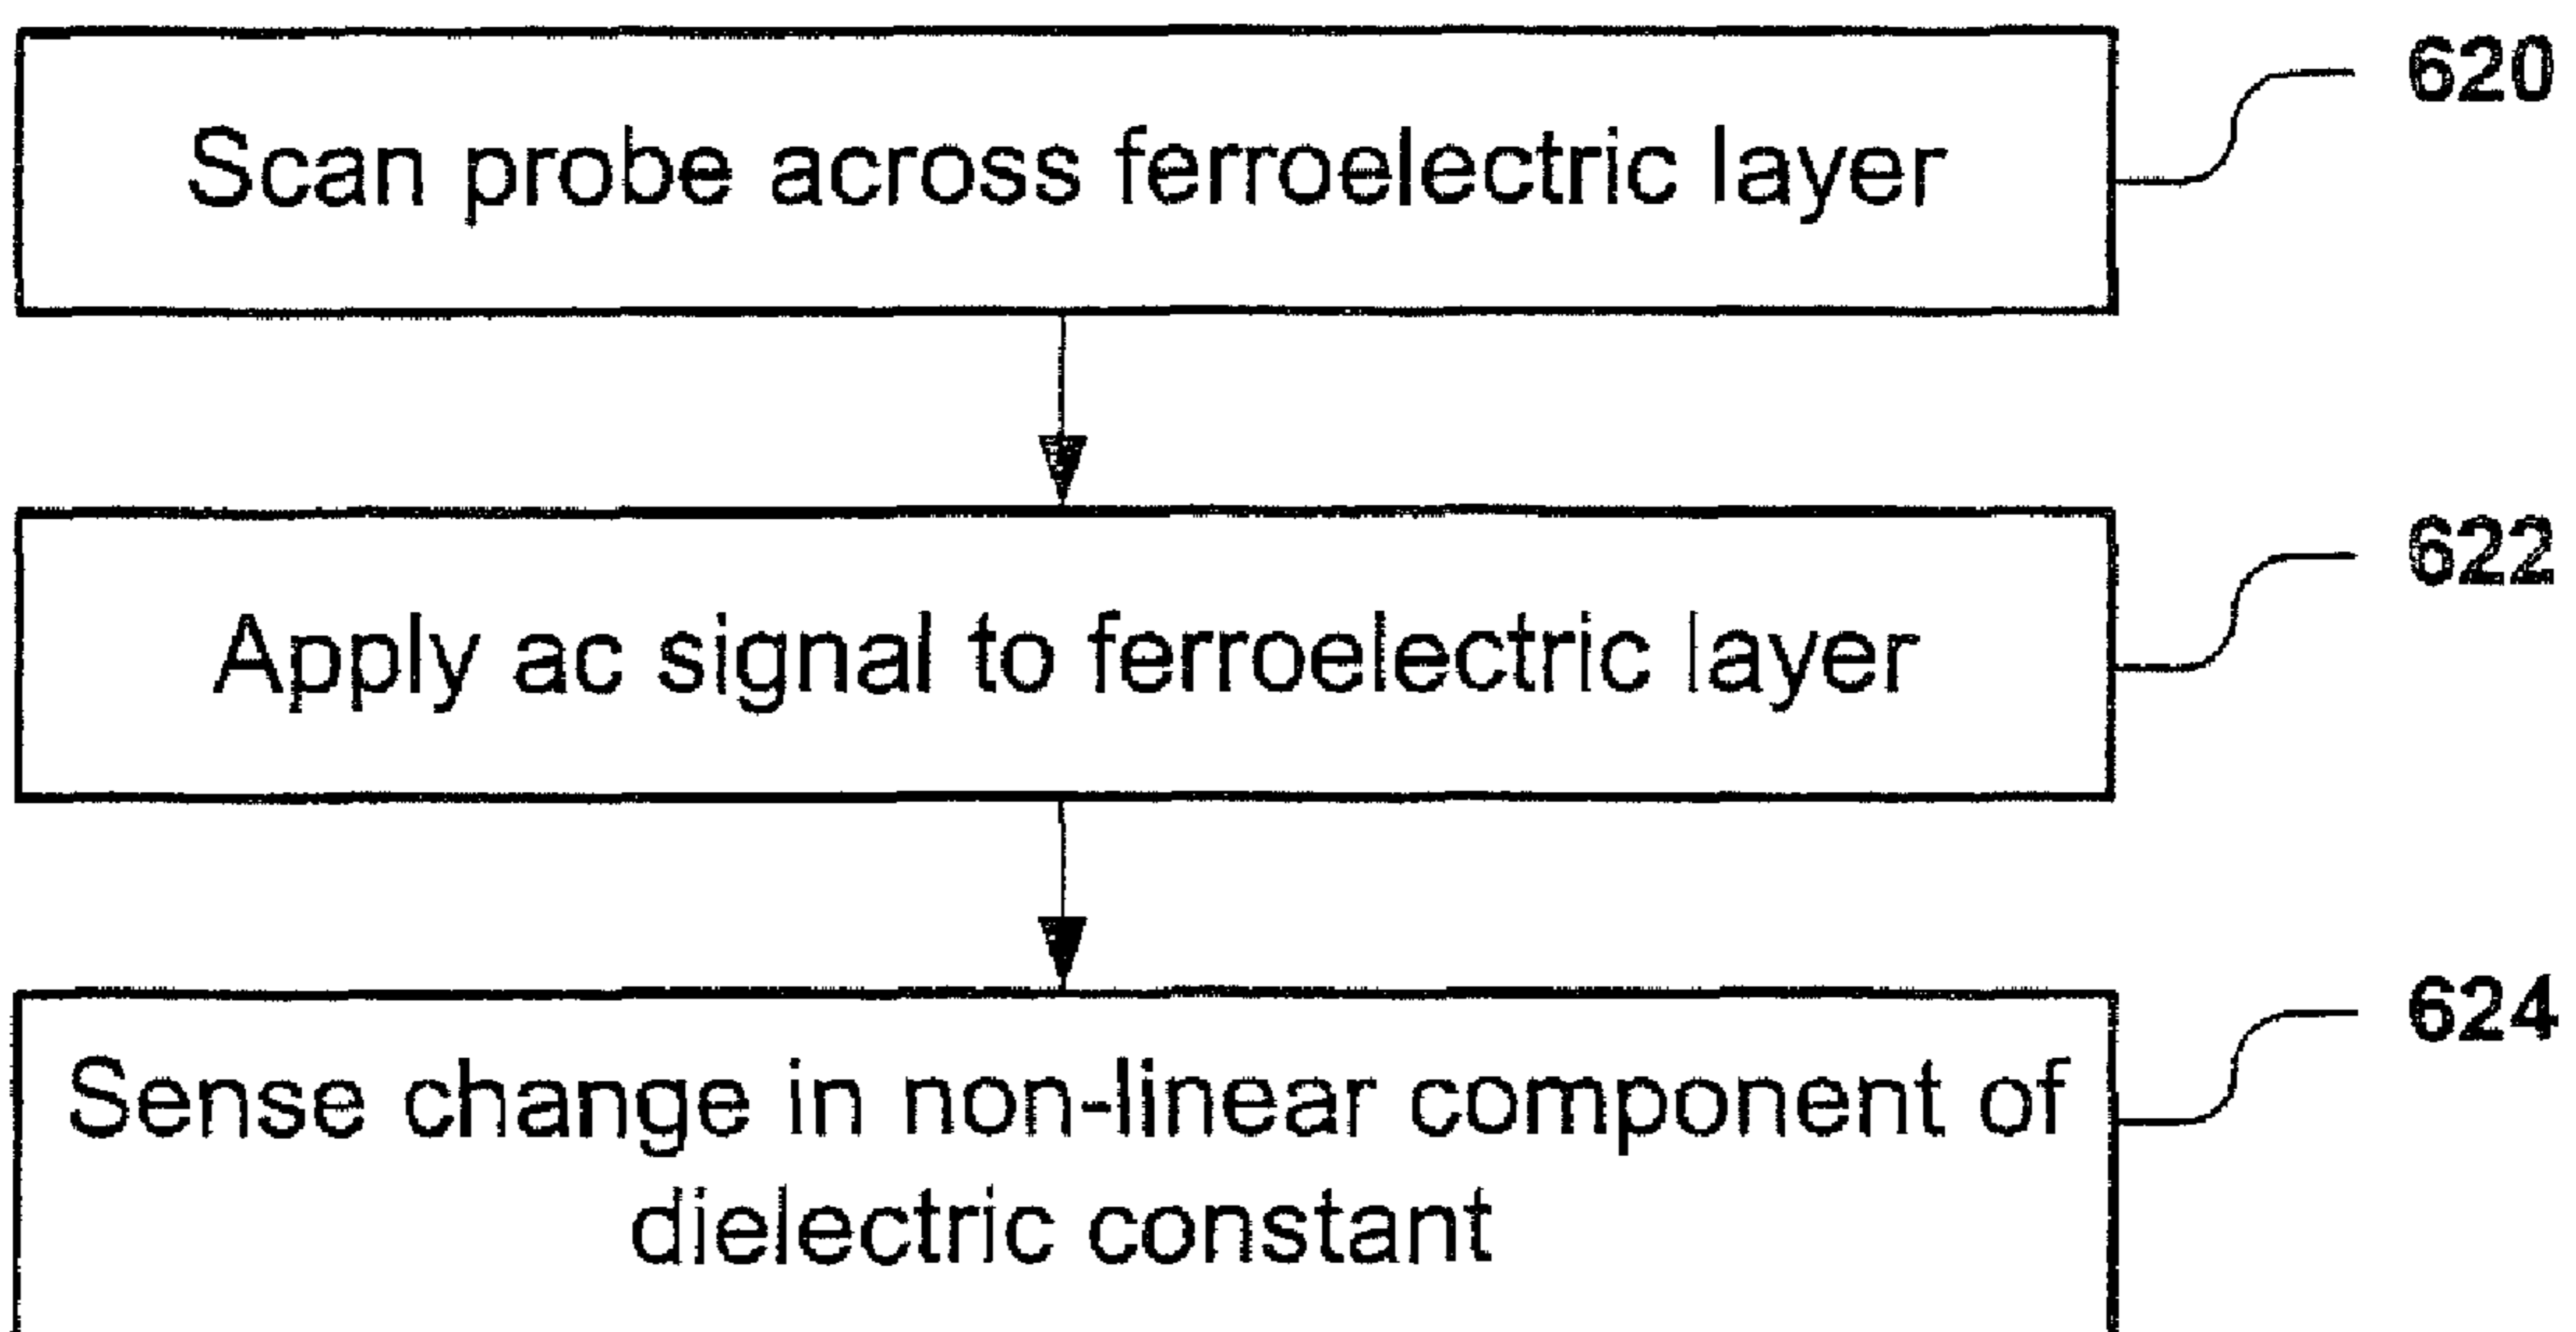 Scan probe across ferroelectric layer
620
Apply ac signal to ferroelectric layer
622
Sense change in non-linear component of
dielectric constant
624